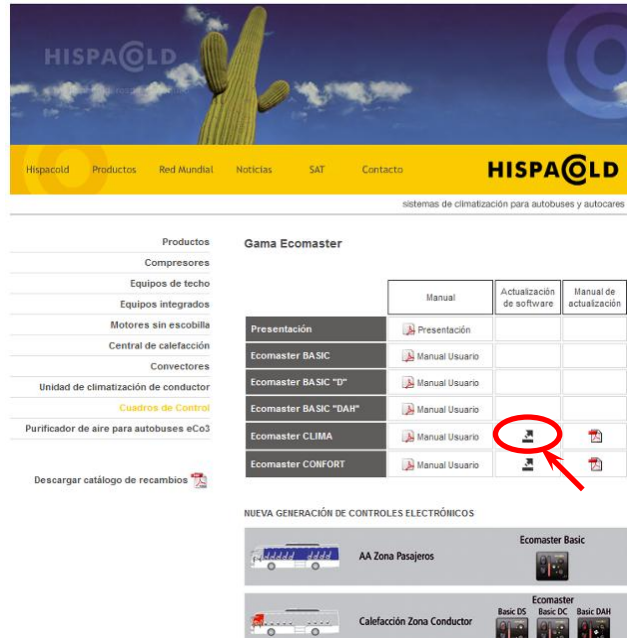 HISPACOLD
Hispacold Productos Red Mundial Noticias SAT Contacto HISPACOLD
sistemas de climatización para autobuses y autocares
Productos
Compresores
Equipos de techo
Equipos integrados
Motores sin escobilla
Central de calefacción
Convectores
Unidad de climatización de conductor
Cuadros de Control
Purificador de aire para autobuses eCo3
Descargar catálogo de recambios
Gama Ecomaster
Manual Actualización de software Manual de actualización
Presentación Presentación
Ecomaster BASIC Manual Usuario
Ecomaster BASIC "D" Manual Usuario
Ecomaster BASIC "DAH" Manual Usuario
Ecomaster CLIMA Manual Usuario
Ecomaster CONFORT Manual Usuario
NUEVA GENERACIÓN DE CONTROLES ELECTRÓNICOS
Ecomaster Basic
AA Zona Pasajeros
Ecomaster
Basic DS Basic DC Basic DAH
Calefacción Zona Conductor